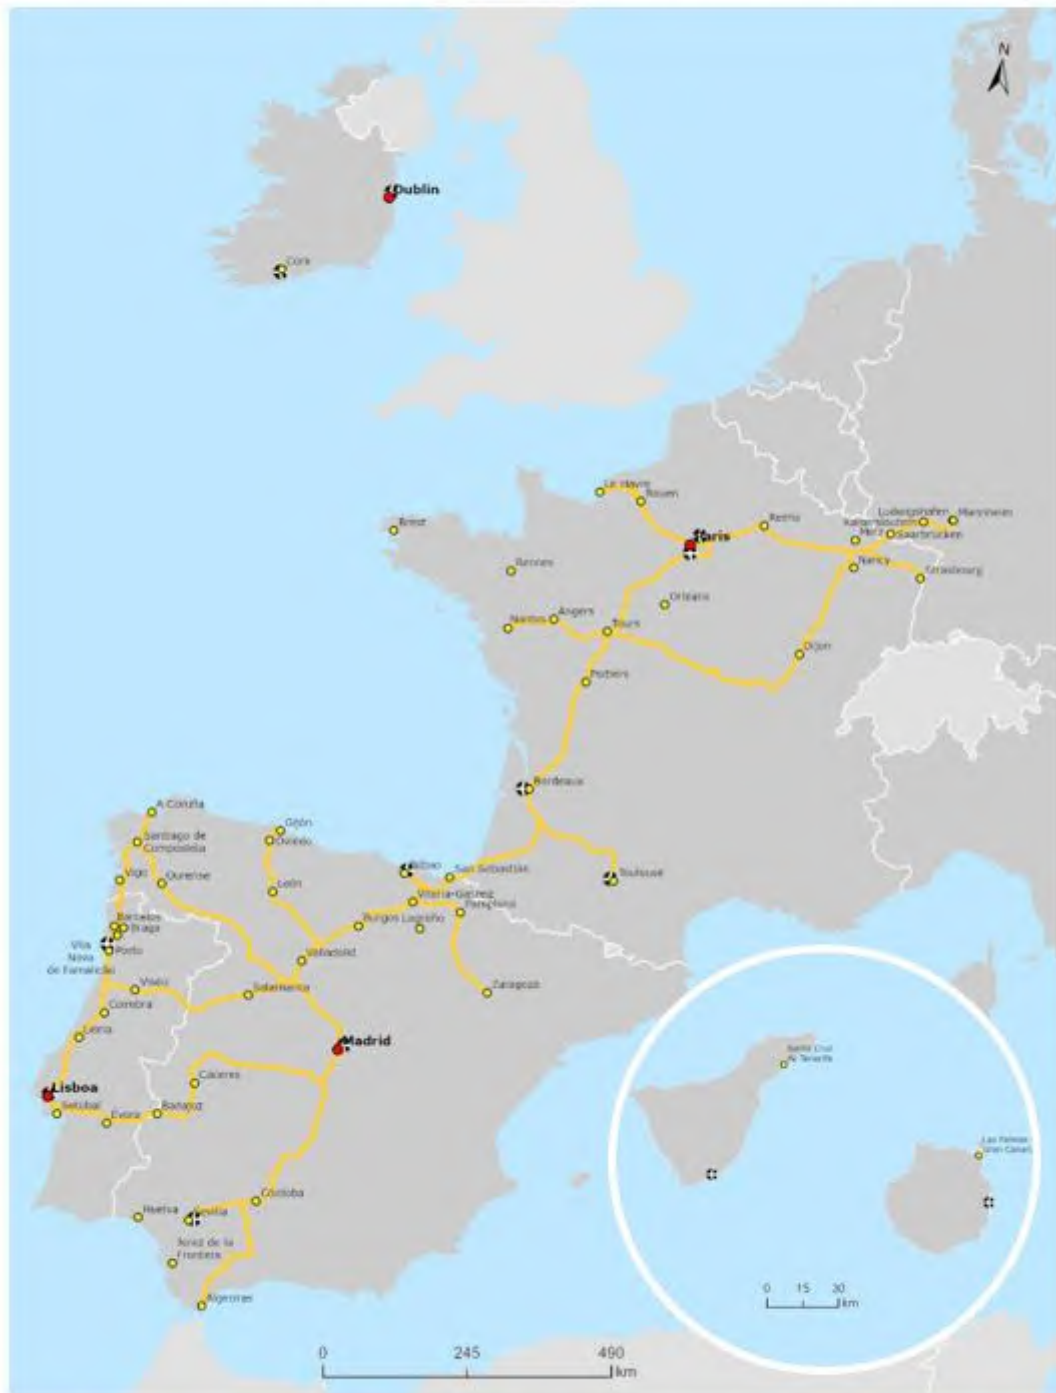 N
Dublin
Cork
Le Havre
Rouen
Paris
Reims
Ludwigshafen
Mannheim
Kaiserslautern
Metz
Saarbrücken
Nancy
Strasbourg
Brest
Rennes
Orléans
Nantes
Angers
Tours
Dijon
Poitiers
Bordeaux
Toulouse
A Coruña
Santiago de
Compostela
Gijón
Oviedo
Vigo
Ourense
León
Bilbao
San Sebastián
Vitoria-Gasteiz
Pamplona
Burgos
Logroño
Barcelos
Braga
Vila
Nova
de Famalicão
Porto
Valladolid
Zaragoza
Viseu
Salamanca
Coimbra
Leiria
Madrid
Cáceres
Lisboa
Setúbal
Évora
Badajoz
Córdoba
Huelva
Sevilla
Jerez de la
Frontera
Algeciras
Santa Cruz
de Tenerife
Las Palmas
Gran Canari
0 15 30
km
0 245 490
km